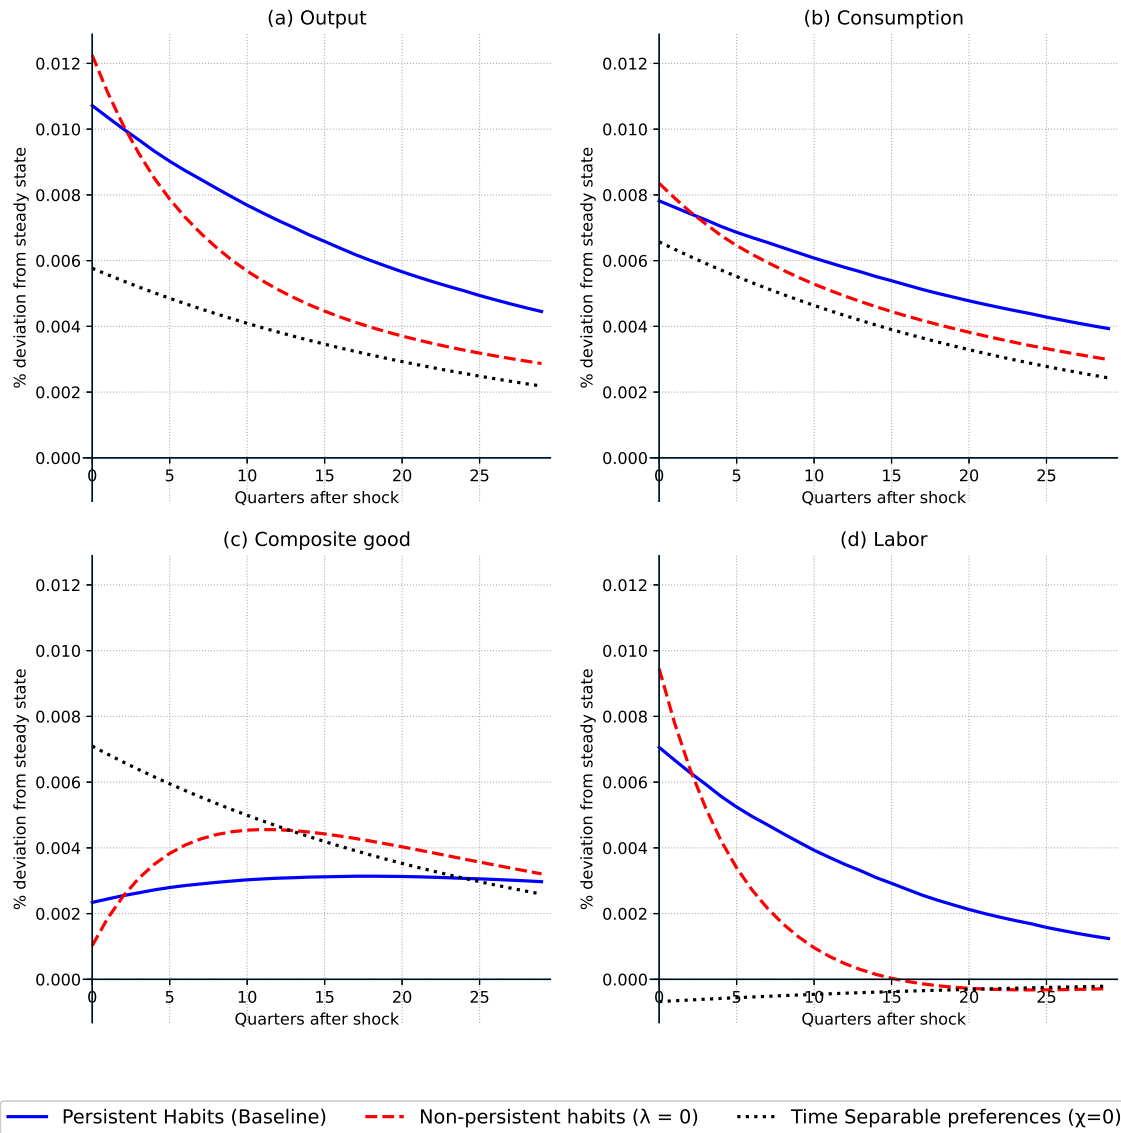 (a) Output
% deviation from steady state
0.012
0.010
0.008
0.006
0.004
0.002
0.000
0 5 10 15 20 25
Quarters after shock
(b) Consumption
% deviation from steady state
0.012
0.010
0.008
0.006
0.004
0.002
0.000
0 5 10 15 20 25
Quarters after shock
(c) Composite good
% deviation from steady state
0.012
0.010
0.008
0.006
0.004
0.002
0.000
0 5 10 15 20 25
Quarters after shock
(d) Labor
% deviation from steady state
0.012
0.010
0.008
0.006
0.004
0.002
0.000
0 5 10 15 20 25
Quarters after shock
Persistent Habits (Baseline) Non-persistent habits (λ = 0) Time Separable preferences (χ=0)